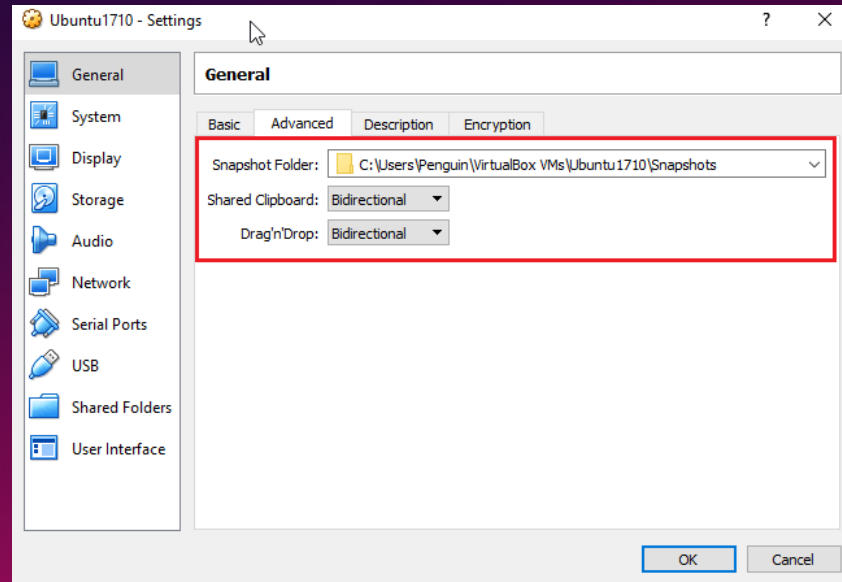 Ubuntu1710 - Settings ? ×
General
System
Display
Storage
Audio
Network
Serial Ports
USB
Shared Folders
User Interface
General
Basic Advanced Description Encryption
Snapshot Folder: C:\Users\Penguin\VirtualBox VMs\Ubuntu1710\Snapshots
Shared Clipboard: Bidirectional
Drag'n'Drop: Bidirectional
OK Cancel